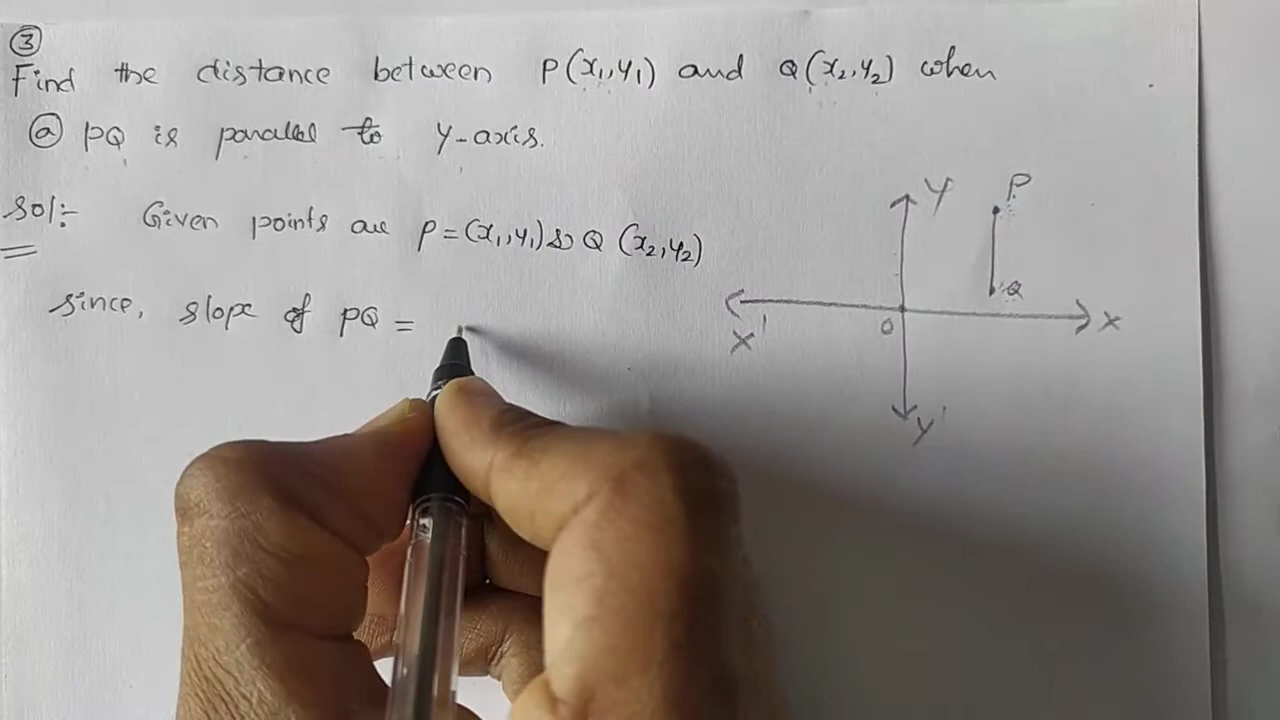 ③
Find the distance between P(x₁,y₁) and Q(x₂,y₂) when
ⓐ PQ is parallel to Y-axis.
Sol:- Given points are P=(x₁,y₁) & Q (x₂,y₂)
since, slope of PQ =
Y
P
Q
X'
O
X
Y'